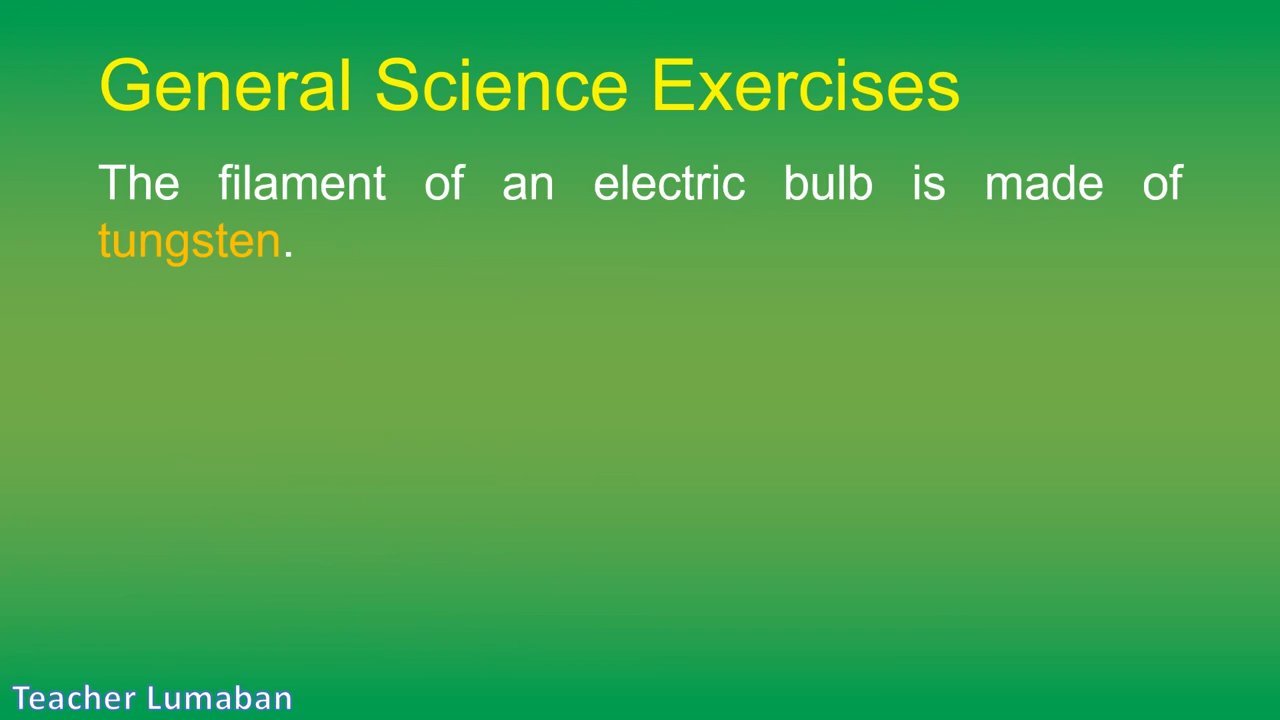 General Science Exercises
The filament of an electric bulb is made of
tungsten.
Teacher Lumaban